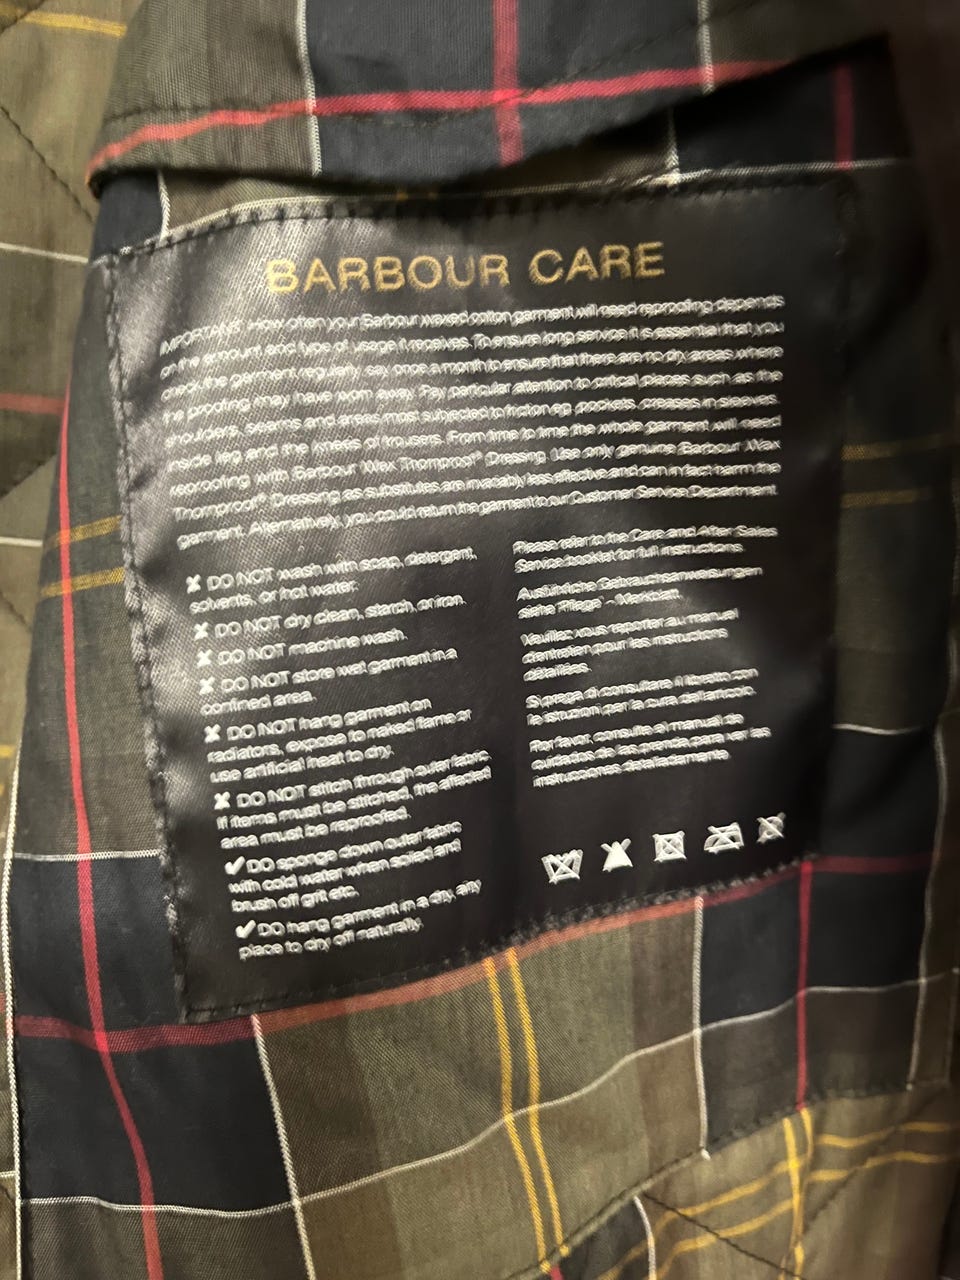 BARBOUR CARE
IMPORTANT: How often your Barbour waxed cotton garment will need reproofing depends
on the amount and type of usage it receives. To ensure long service it is essential that you
check the garment regularly, say once a month to ensure that there are no dry areas where
the proofing may have worn away. Pay particular attention to critical places such as the
shoulders, seams and areas most subjected to friction eg. pockets, creases in sleeves
inside leg and the knees of trousers. From time to time the whole garment will need
reproofing with Barbour Wax Thornproof® Dressing. Use only genuine Barbour Wax
Thornproof® Dressing as substitutes are invariably less effective and can in fact harm the
garment. Alternatively, you could return the garment to our Customer Service Department.
✘ DO NOT wash with soap, detergent,
solvents, or hot water.
✘ DO NOT dry clean, starch, or iron.
✘ DO NOT machine wash.
✘ DO NOT store wet garment in a
confined area.
✘ DO NOT hang garment on
radiators, expose to naked flame or
use artificial heat to dry.
✘ DO NOT stitch through outer fabric
If items must be stitched, the affected
area must be reproofed.
✔ DO sponge down outer fabric
with cold water when soiled and
brush off grit etc.
✔ DO hang garment in a dry, airy
place to dry off naturally.
Please refer to the Care and After Sales
Service booklet for full instructions.
Ausführliche Gebrauchsanweisungen
siehe 'Pflege' - Merkblatt.
Veuillez vous reporter au manuel
d'entretien pour les instructions
détaillées.
Si prega di consultare il libretto con
le istruzioni per la cura dell'articolo.
Por favor, consulte el manual de
cuidados de las prenda para ver las
instrucciones detalladamente.